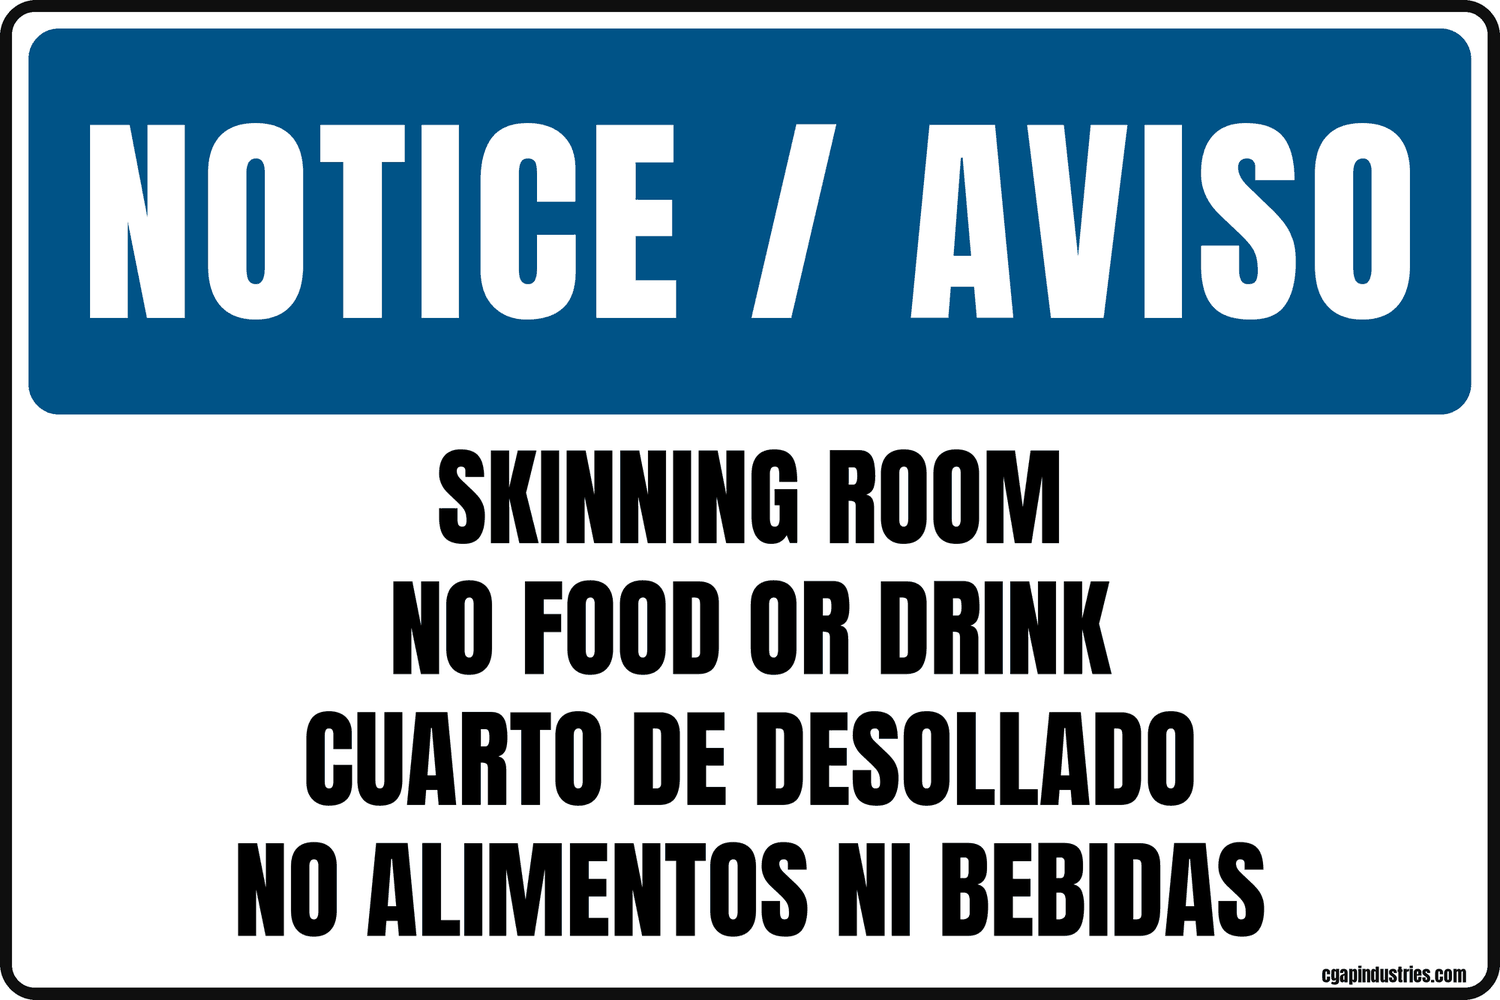 NOTICE / AVISO
SKINNING ROOM
NO FOOD OR DRINK
CUARTO DE DESOLLADO
NO ALIMENTOS NI BEBIDAS
cgapindustries.com